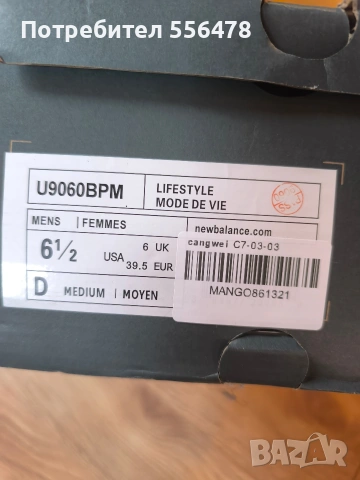 Потребител 556478
U9060BPM
LIFESTYLE
MODE DE VIE
MENS | FEMMES
newbalance.com
6½
USA
6 UK
39.5 EUR
cangwei C7-03-03
MANGO861321
D MEDIUM | MOYEN
BAZAR